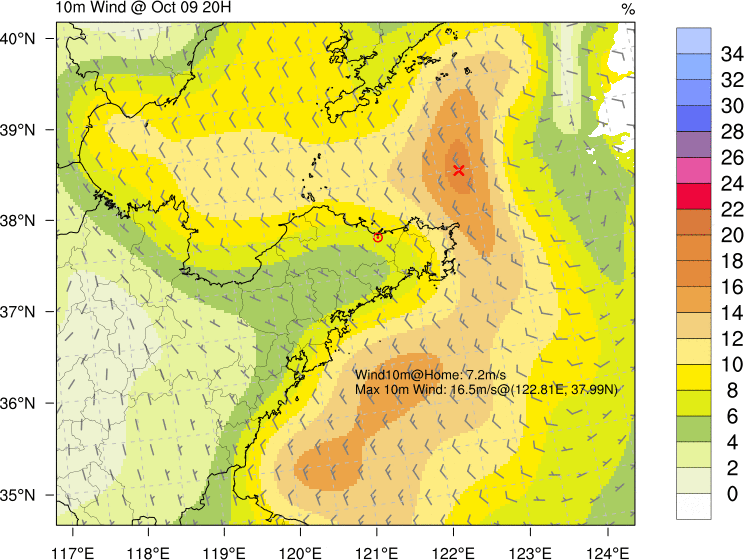 10m Wind @ Oct 09 20H
%
40°N
39°N
38°N
37°N
36°N
35°N
Wind10m@Home: 7.2m/s
Max 10m Wind: 16.5m/s@(122.81E, 37.99N)
117°E 118°E 119°E 120°E 121°E 122°E 123°E 124°E
34
32
30
28
26
24
22
20
18
16
14
12
10
8
6
4
2
0